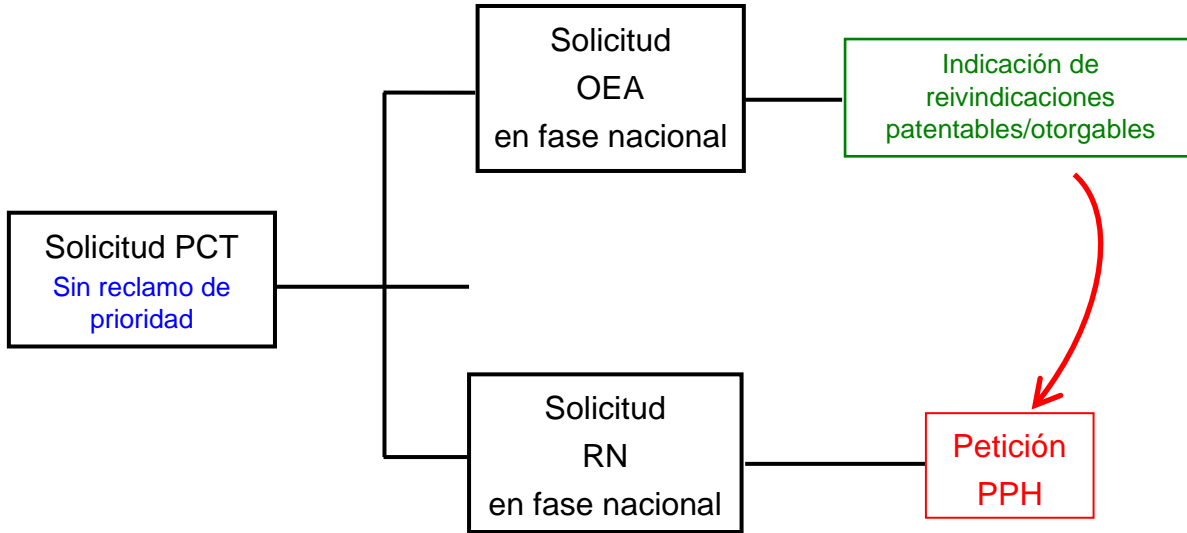 Solicitud PCT
Sin reclamo de
prioridad
Solicitud
OEA
en fase nacional
Indicación de
reivindicaciones
patentables/otorgables
Solicitud
RN
en fase nacional
Petición
PPH